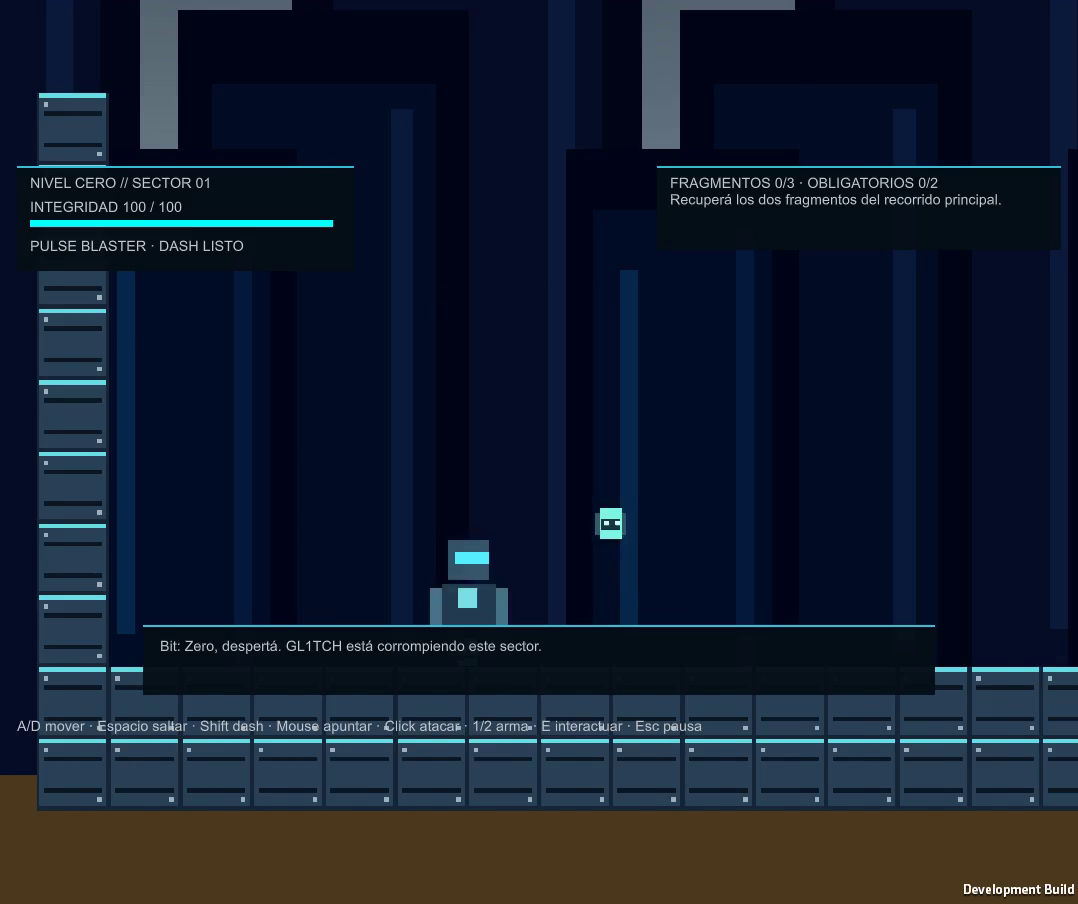 NIVEL CERO // SECTOR 01
INTEGRIDAD 100 / 100
PULSE BLASTER · DASH LISTO
FRAGMENTOS 0/3 · OBLIGATORIOS 0/2
Recuperá los dos fragmentos del recorrido principal.
Bit: Zero, despertá. GL1TCH está corrompiendo este sector.
A/D mover · Espacio saltar · Shift dash · Mouse apuntar · Click atacar · 1/2 arma · E interactuar · Esc pausa
Development Build